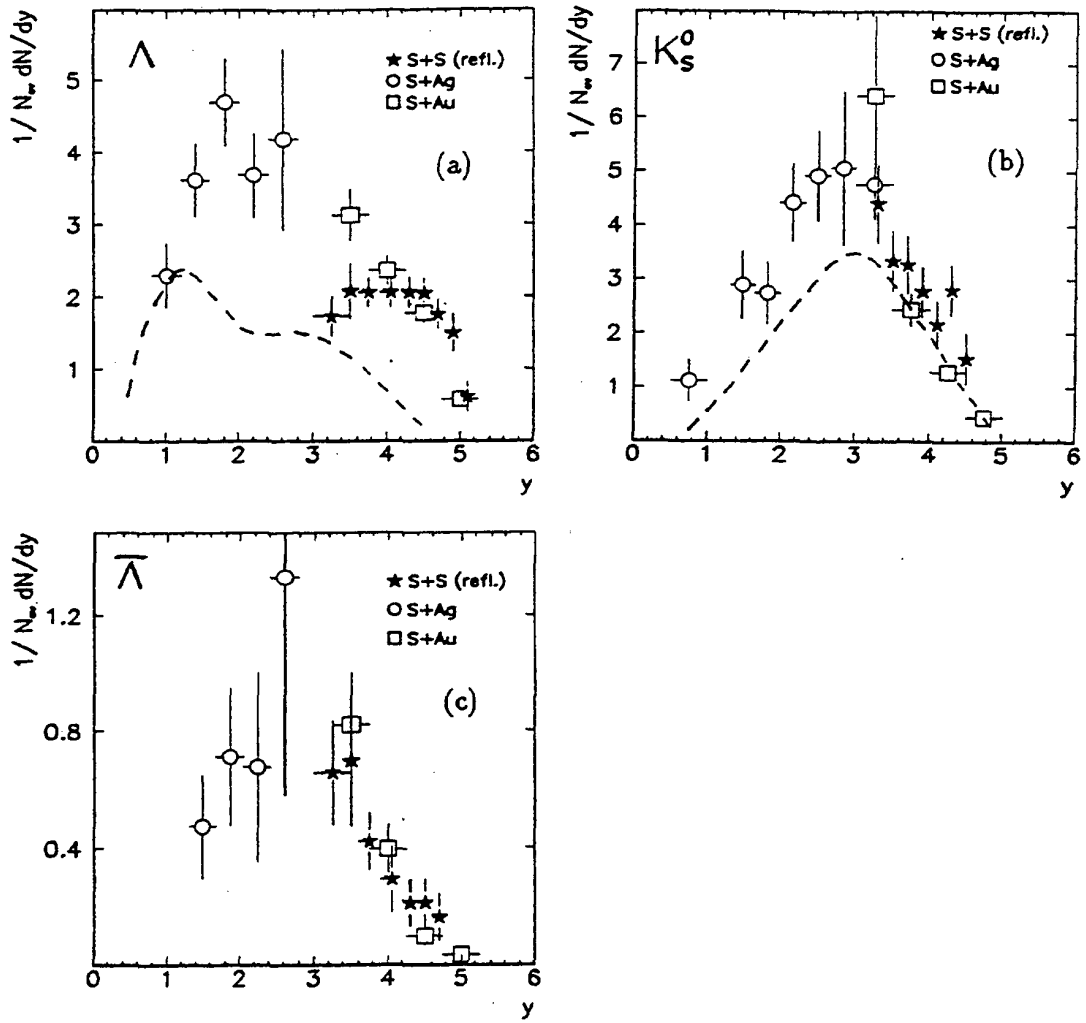 Λ
★ S+S (refl.)
○ S+Ag
□ S+Au
(a)
1/ N_ev dN/dy
5
4
3
2
1
0 1 2 3 4 5 6
y
K⁰_S
★ S+S (refl.)
○ S+Ag
□ S+Au
(b)
1/ N_ev dN/dy
7
6
5
4
3
2
1
0 1 2 3 4 5 6
y
Λ̅
★ S+S (refl.)
○ S+Ag
□ S+Au
(c)
1/ N_ev dN/dy
1.2
0.8
0.4
0 1 2 3 4 5 6
y